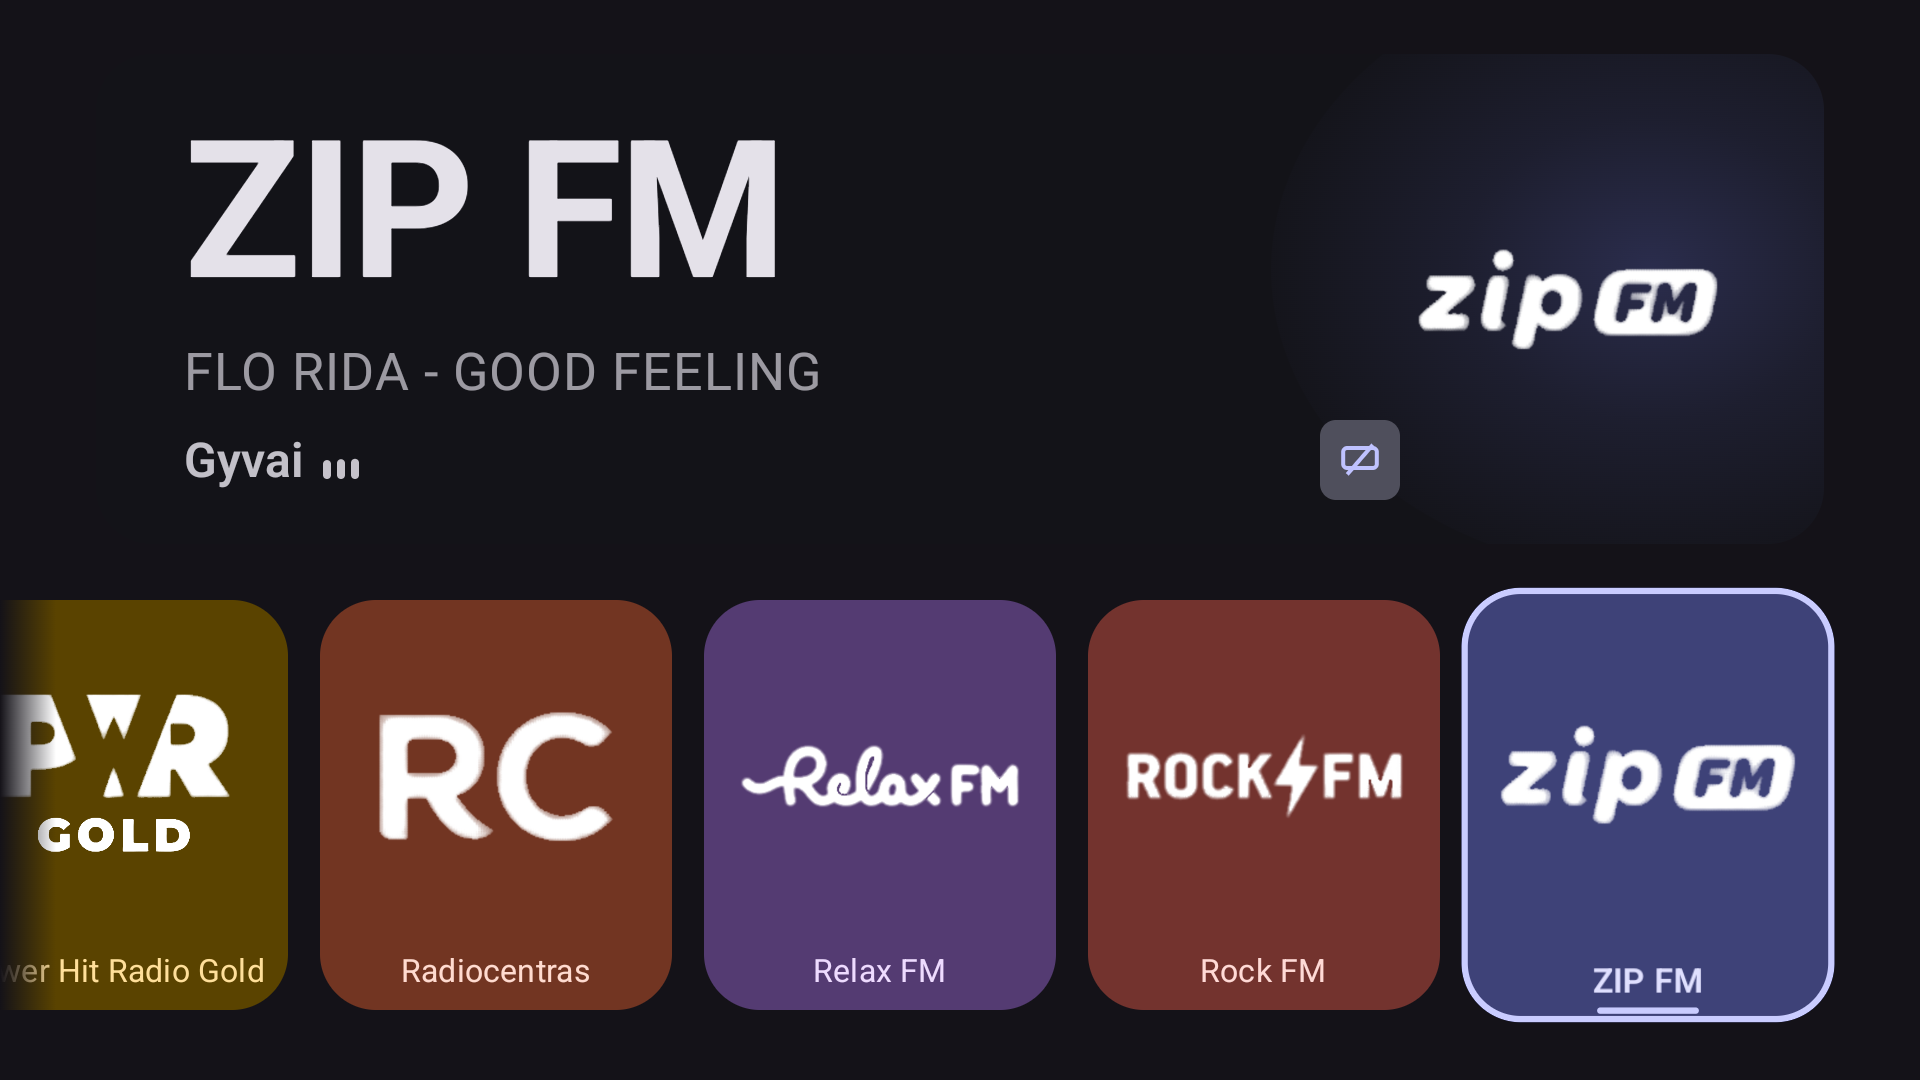 ZIP FM
FLO RIDA - GOOD FEELING
Gyvai
zip FM
PWR
GOLD
wer Hit Radio Gold
RC
Radiocentras
Relax FM
Relax FM
ROCK FM
Rock FM
zip FM
ZIP FM